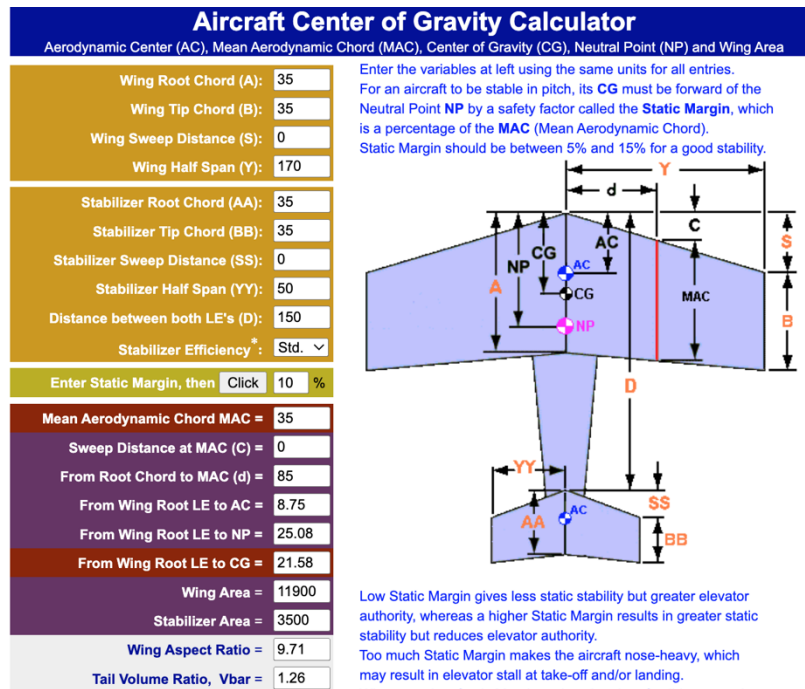 Aircraft Center of Gravity Calculator
Aerodynamic Center (AC), Mean Aerodynamic Chord (MAC), Center of Gravity (CG), Neutral Point (NP) and Wing Area
Wing Root Chord (A): 35
Wing Tip Chord (B): 35
Wing Sweep Distance (S): 0
Wing Half Span (Y): 170
Stabilizer Root Chord (AA): 35
Stabilizer Tip Chord (BB): 35
Stabilizer Sweep Distance (SS): 0
Stabilizer Half Span (YY): 50
Distance between both LE's (D): 150
Stabilizer Efficiency*: Std.
Enter Static Margin, then Click 10 %
Mean Aerodynamic Chord MAC = 35
Sweep Distance at MAC (C) = 0
From Root Chord to MAC (d) = 85
From Wing Root LE to AC = 8.75
From Wing Root LE to NP = 25.08
From Wing Root LE to CG = 21.58
Wing Area = 11900
Stabilizer Area = 3500
Wing Aspect Ratio = 9.71
Tail Volume Ratio, Vbar = 1.26
Enter the variables at left using the same units for all entries.
For an aircraft to be stable in pitch, its CG must be forward of the
Neutral Point NP by a safety factor called the Static Margin, which
is a percentage of the MAC (Mean Aerodynamic Chord).
Static Margin should be between 5% and 15% for a good stability.
Y
d
C
S
AC
CG
NP
A
AC
CG
NP
MAC
B
D
YY
SS
AA
AC
BB
Low Static Margin gives less static stability but greater elevator
authority, whereas a higher Static Margin results in greater static
stability but reduces elevator authority.
Too much Static Margin makes the aircraft nose-heavy, which
may result in elevator stall at take-off and/or landing.